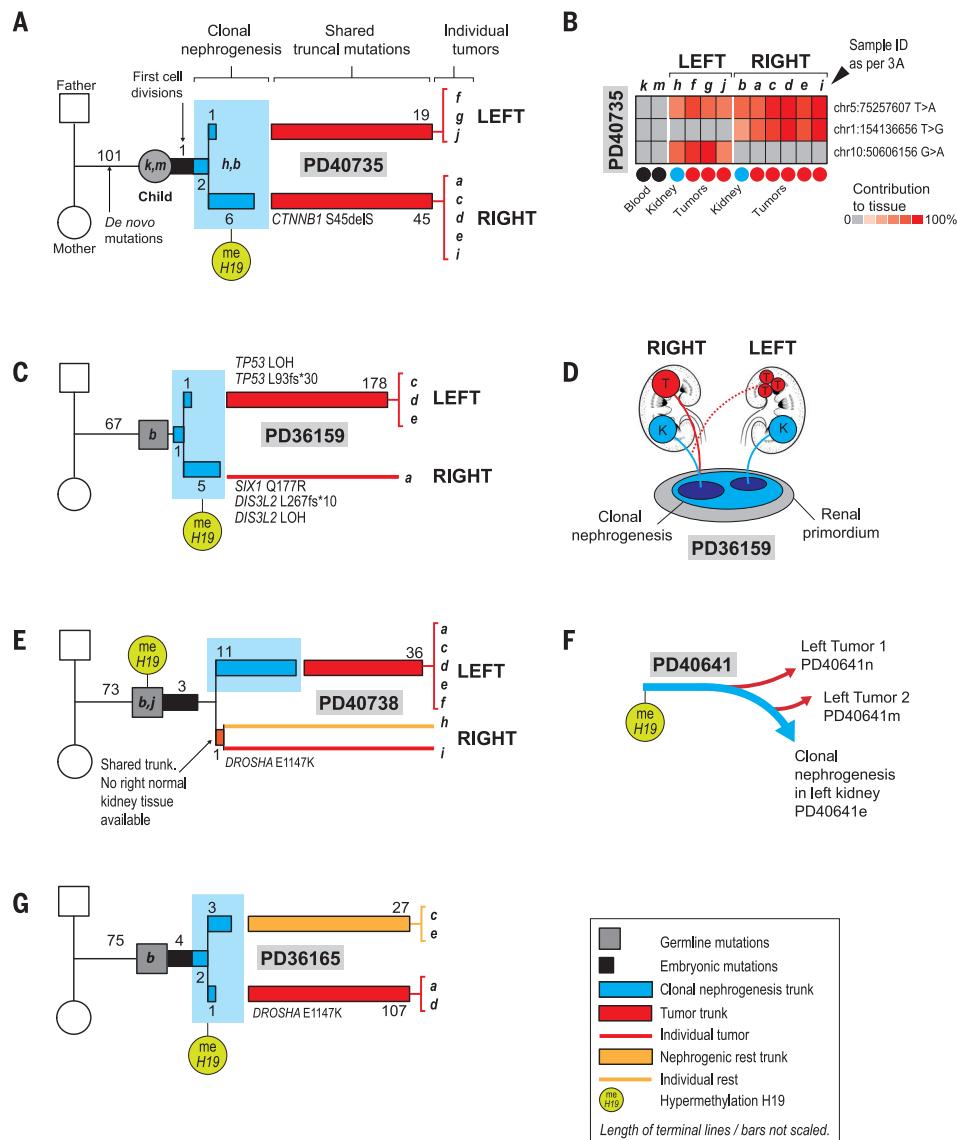 A
Clonal
nephrogenesis
Shared
truncal mutations
Individual
tumors
Father
First cell
divisions
1
19
f
g
j
LEFT
101
k,m
1
h,b
PD40735
Child
2
a
c
d
e
i
RIGHT
De novo
mutations
6
CTNNB1 S45delS
45
Mother
me
H19
B
Sample ID
as per 3A
LEFT
RIGHT
k m h f g j b a c d e i
PD40735
chr5:75257607 T>A
chr1:154136656 T>G
chr10:50606156 G>A
Blood
Kidney
Tumors
Kidney
Tumors
Contribution
to tissue
0
100%
C
TP53 LOH
TP53 L93fs*30
1
178
c
d
e
LEFT
67
b
1
PD36159
a
RIGHT
5
SIX1 Q177R
DIS3L2 L267fs*10
DIS3L2 LOH
me
H19
D
RIGHT
LEFT
T
T
T
T
K
K
Clonal
nephrogenesis
Renal
primordium
PD36159
E
me
H19
11
36
a
c
d
e
f
LEFT
73
b,j
3
PD40738
h
RIGHT
1
DROSHA E1147K
i
Shared trunk.
No right normal
kidney tissue
available
F
PD40641
Left Tumor 1
PD40641n
Left Tumor 2
PD40641m
me
H19
Clonal
nephrogenesis
in left kidney
PD40641e
G
3
27
c
e
75
b
4
PD36165
2
a
d
1
DROSHA E1147K
107
me
H19
Germline mutations
Embryonic mutations
Clonal nephrogenesis trunk
Tumor trunk
Individual tumor
Nephrogenic rest trunk
Individual rest
me
H19
Hypermethylation H19
Length of terminal lines / bars not scaled.